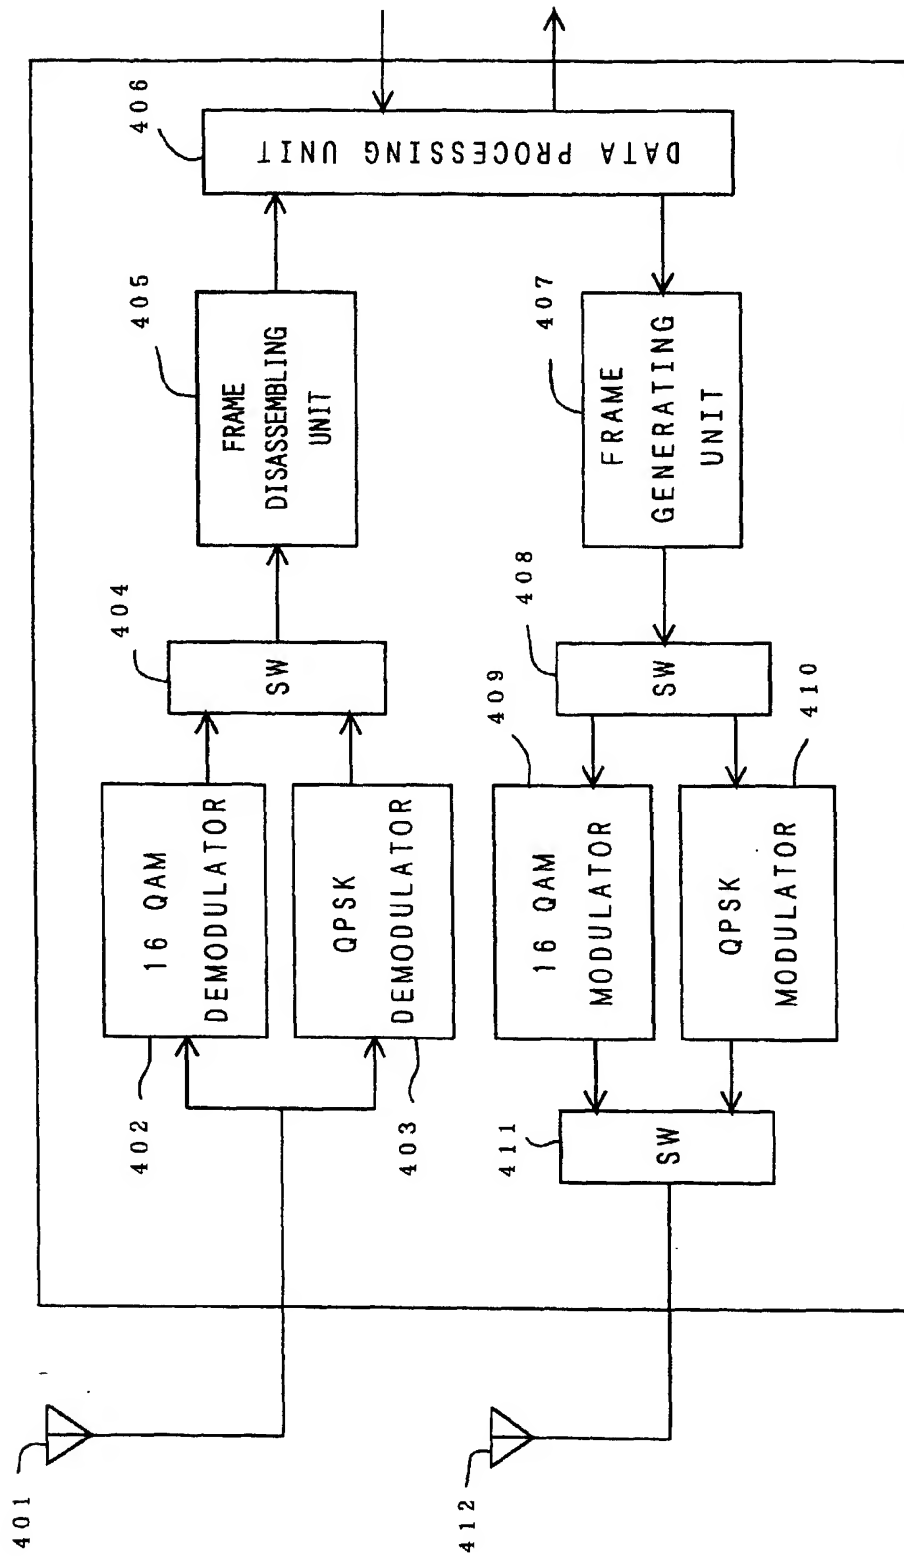 401
402
16 QAM
DEMODULATOR
403
QPSK
DEMODULATOR
404
SW
405
FRAME
DISASSEMBLING
UNIT
406
DATA PROCESSING UNIT
407
FRAME
GENERATING
UNIT
408
SW
409
16 QAM
MODULATOR
410
QPSK
MODULATOR
411
SW
412